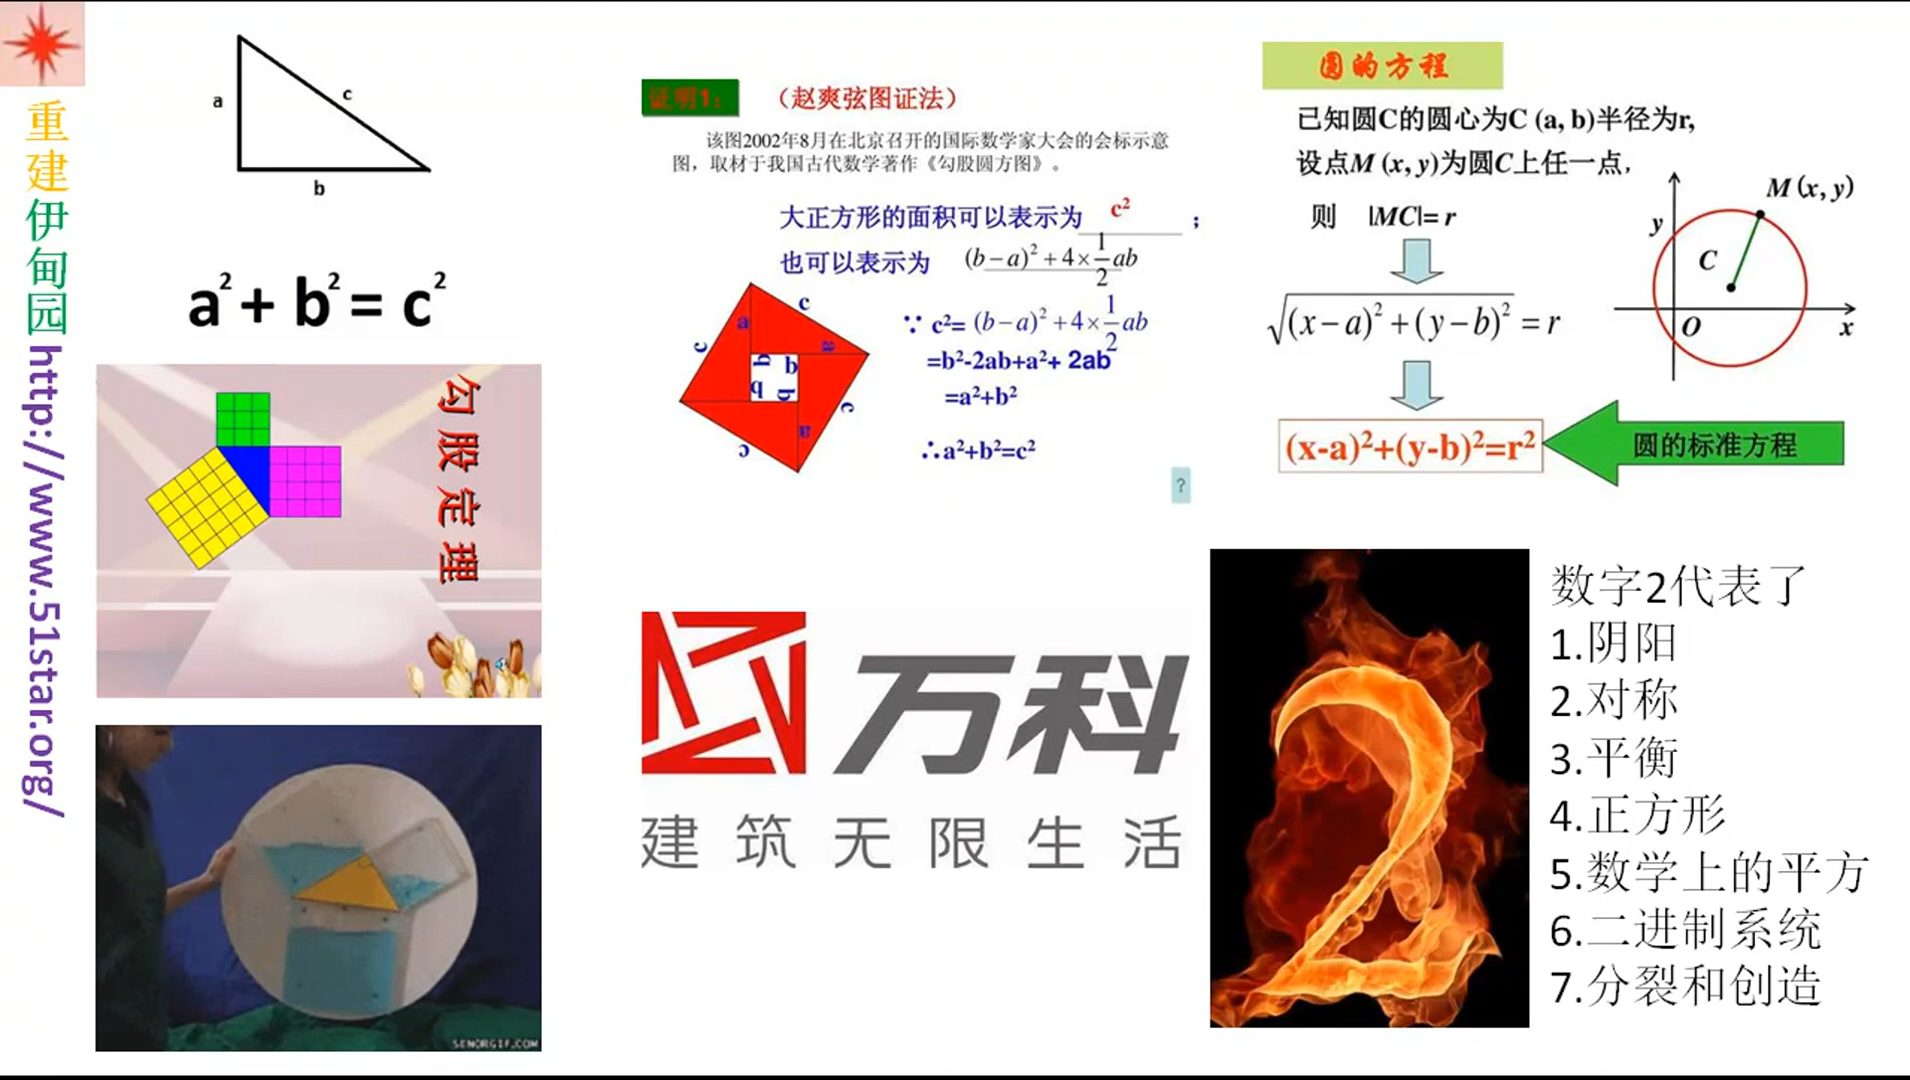 重建伊甸园 http://www.51star.org/
a
c
b
a² + b² = c²
勾股定理
SENORGIF.COM
证明1:
（赵爽弦图证法）
该图2002年8月在北京召开的国际数学家大会的会标示意
图，取材于我国古代数学著作《勾股圆方图》。
大正方形的面积可以表示为 c² ；
也可以表示为 (b－a)²＋4×1/2ab
c
a
c
a
b
b
b
b
c
a
c
∵ c²= (b－a)²＋4×1/2ab
=b²-2ab+a²+ 2ab
=a²+b²
∴a²+b²=c²
?
万科
建筑无限生活
圆的方程
已知圆C的圆心为C (a, b)半径为r,
设点M (x, y)为圆C上任一点，
则 |MC|= r
M(x, y)
y
C
O
x
√(x－a)²＋(y－b)² = r
(x-a)²+(y-b)²=r²
圆的标准方程
2
数字2代表了
1.阴阳
2.对称
3.平衡
4.正方形
5.数学上的平方
6.二进制系统
7.分裂和创造